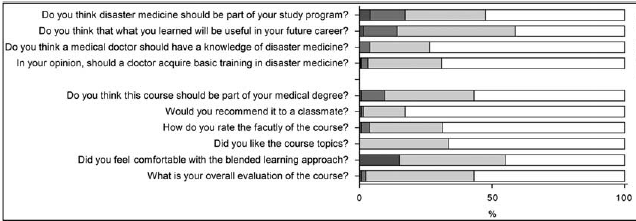 Do you think disaster medicine should be part of your study program?
Do you think that what you learned will be useful in your future career?
Do you think a medical doctor should have a knowledge of disaster medicine?
In your opinion, should a doctor acquire basic training in disaster medicine?
Do you think this course should be part of your medical degree?
Would you recommend it to a classmate?
How do you rate the facutly of the course?
Did you like the course topics?
Did you feel comfortable with the blended learning approach?
What is your overall evaluation of the course?
0 50 100
%